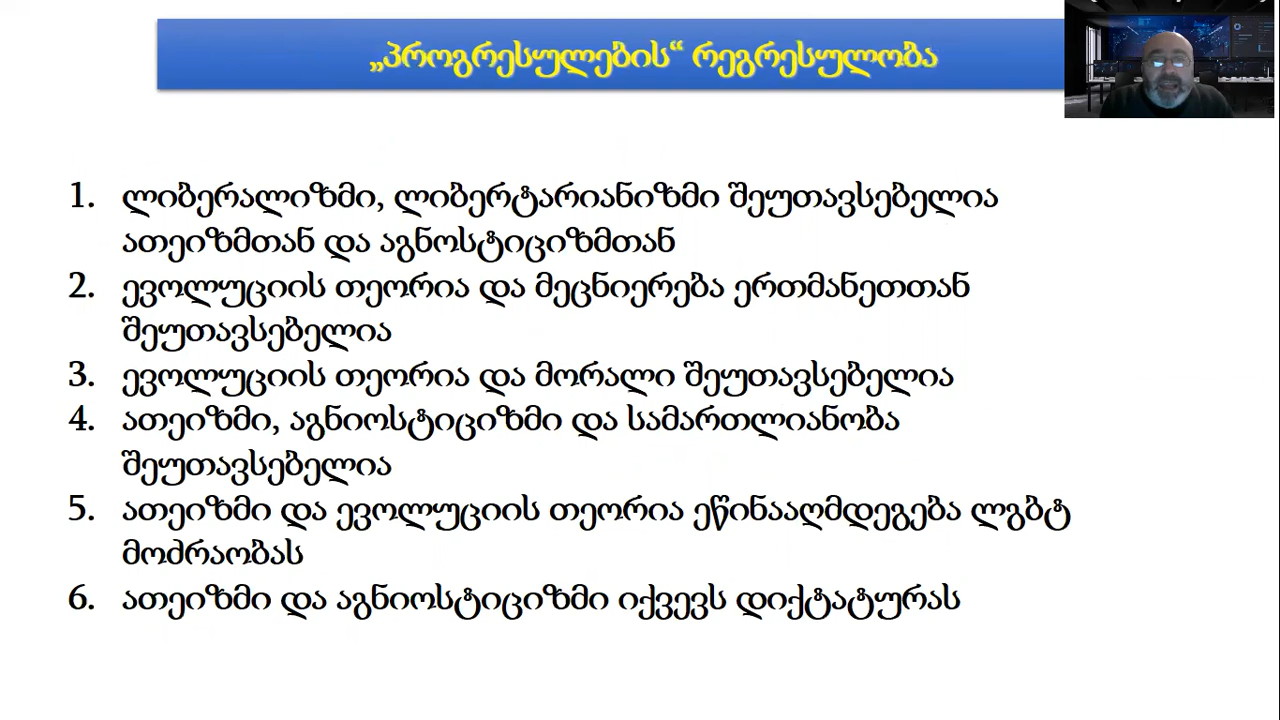 „პროგრესულების“ რეგრესულობა
1. ლიბერალიზმი, ლიბერტარიანიზმი შეუთავსებელია
ათეიზმთან და აგნოსტიციზმთან
2. ევოლუციის თეორია და მეცნიერება ერთმანეთთან
შეუთავსებელია
3. ევოლუციის თეორია და მორალი შეუთავსებელია
4. ათეიზმი, აგნიოსტიციზმი და სამართლიანობა
შეუთავსებელია
5. ათეიზმი და ევოლუციის თეორია ეწინააღმდეგება ლგბტ
მოძრაობას
6. ათეიზმი და აგნიოსტიციზმი იქვევს დიქტატურას